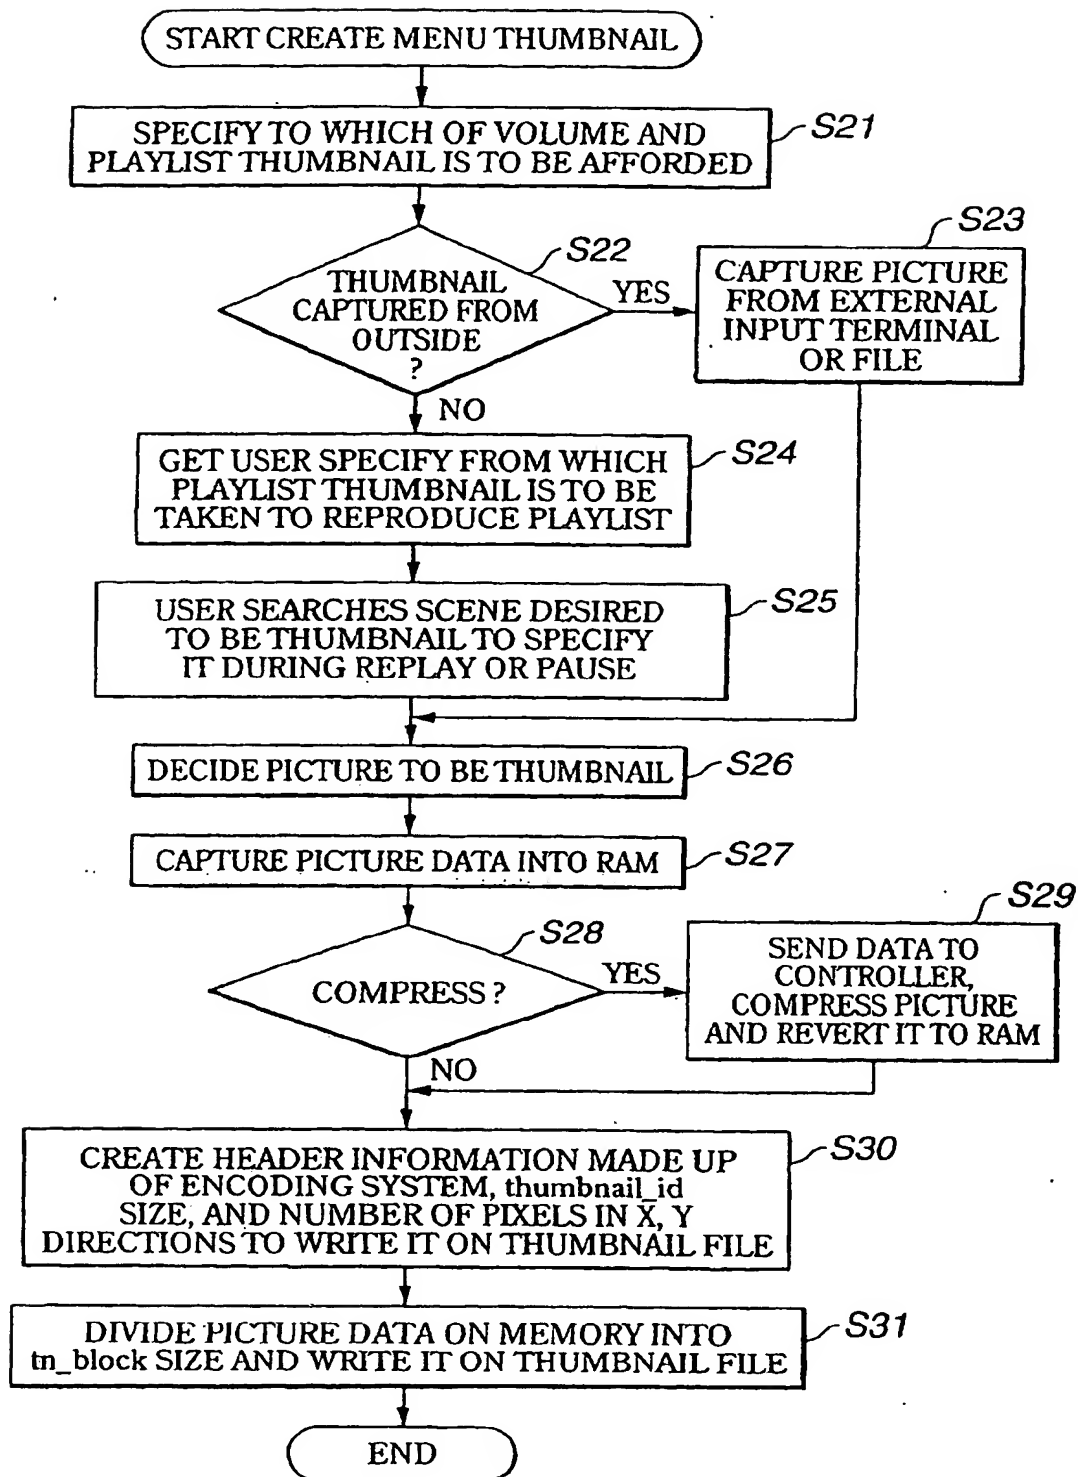 START CREATE MENU THUMBNAIL
SPECIFY TO WHICH OF VOLUME AND
PLAYLIST THUMBNAIL IS TO BE AFFORDED
S21
S22
THUMBNAIL
CAPTURED FROM
OUTSIDE
?
YES
S23
CAPTURE PICTURE
FROM EXTERNAL
INPUT TERMINAL
OR FILE
NO
GET USER SPECIFY FROM WHICH
PLAYLIST THUMBNAIL IS TO BE
TAKEN TO REPRODUCE PLAYLIST
S24
USER SEARCHES SCENE DESIRED
TO BE THUMBNAIL TO SPECIFY
IT DURING REPLAY OR PAUSE
S25
DECIDE PICTURE TO BE THUMBNAIL
S26
CAPTURE PICTURE DATA INTO RAM
S27
S28
COMPRESS ?
YES
S29
SEND DATA TO
CONTROLLER,
COMPRESS PICTURE
AND REVERT IT TO RAM
NO
CREATE HEADER INFORMATION MADE UP
OF ENCODING SYSTEM, thumbnail_id
SIZE, AND NUMBER OF PIXELS IN X, Y
DIRECTIONS TO WRITE IT ON THUMBNAIL FILE
S30
DIVIDE PICTURE DATA ON MEMORY INTO
tn_block SIZE AND WRITE IT ON THUMBNAIL FILE
S31
END